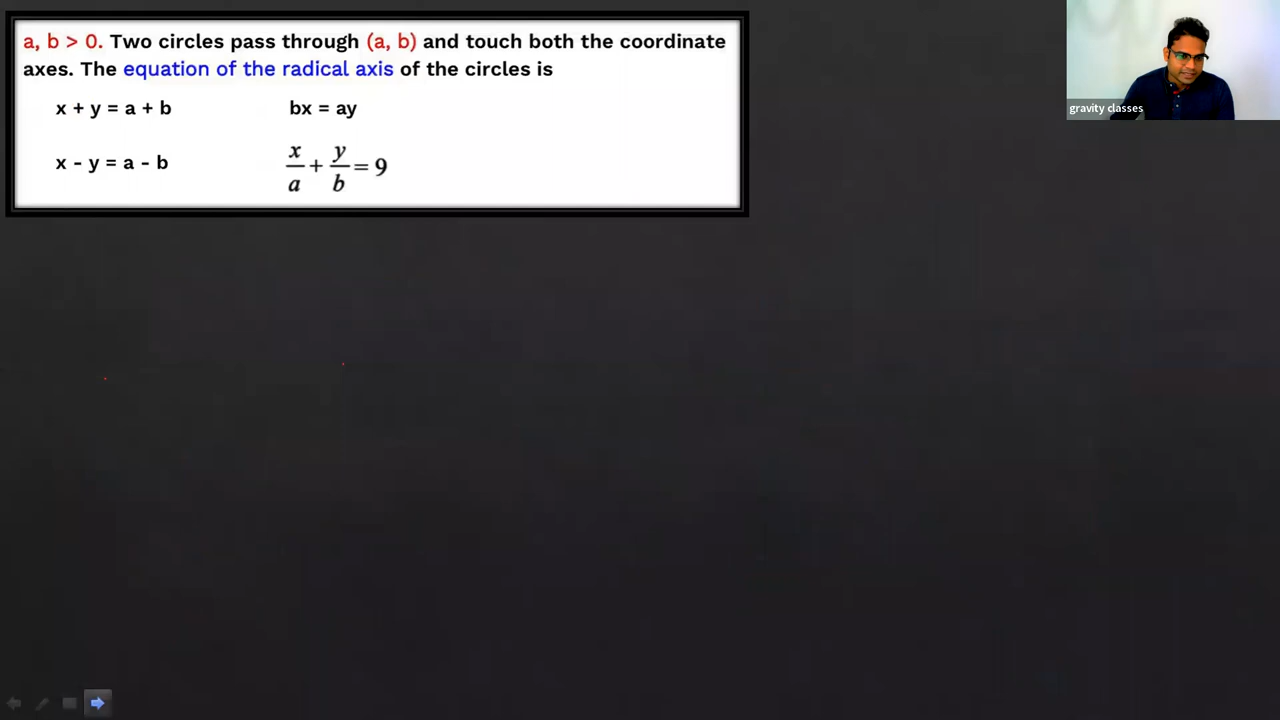 a, b > 0. Two circles pass through (a, b) and touch both the coordinate
axes. The equation of the radical axis of the circles is
x + y = a + b
bx = ay
x - y = a - b
x/a + y/b = 9
gravity classes